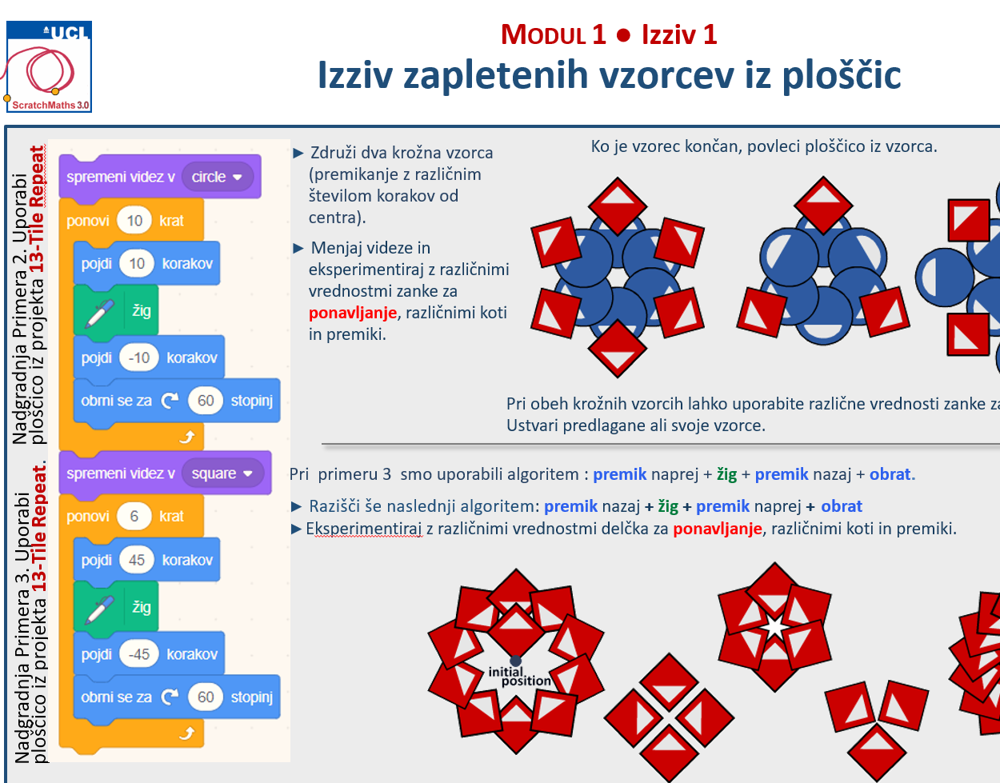 UCL
ScratchMaths 3.0
MODUL 1 ● Izziv 1
Izziv zapletenih vzorcev iz ploščic
Nadgradnja Primera 2. Uporabi
ploščico iz projekta 13-Tile Repeat
spremeni videz v circle
ponovi 10 krat
pojdi 10 korakov
žig
pojdi -10 korakov
obrni se za 60 stopinj
► Združi dva krožna vzorca
(premikanje z različnim
številom korakov od
centra).
► Menjaj videze in
eksperimentiraj z različnimi
vrednostmi zanke za
ponavljanje, različnimi koti
in premiki.
Ko je vzorec končan, povleci ploščico iz vzorca.
Pri obeh krožnih vzorcih lahko uporabite različne vrednosti zanke za
Ustvari predlagane ali svoje vzorce.
Nadgradnja Primera 3. Uporabi
ploščico iz projekta 13-Tile Repeat.
spremeni videz v square
ponovi 6 krat
pojdi 45 korakov
žig
pojdi -45 korakov
obrni se za 60 stopinj
Pri primeru 3 smo uporabili algoritem : premik naprej + žig + premik nazaj + obrat.
► Razišči še naslednji algoritem: premik nazaj + žig + premik naprej + obrat
► Eksperimentiraj z različnimi vrednostmi delčka za ponavljanje, različnimi koti in premiki.
initial
position